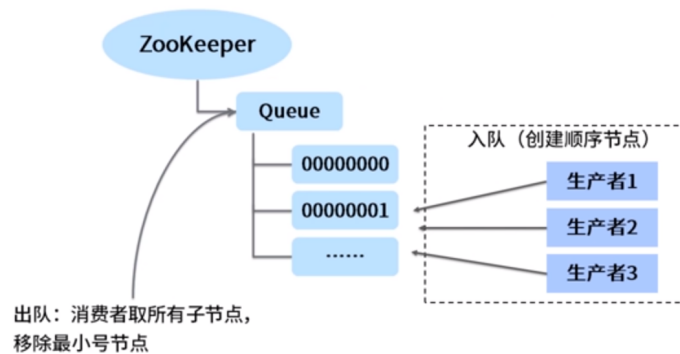 ZooKeeper
Queue
00000000
00000001
······
入队（创建顺序节点）
生产者1
生产者2
生产者3
出队：消费者取所有子节点，
移除最小号节点